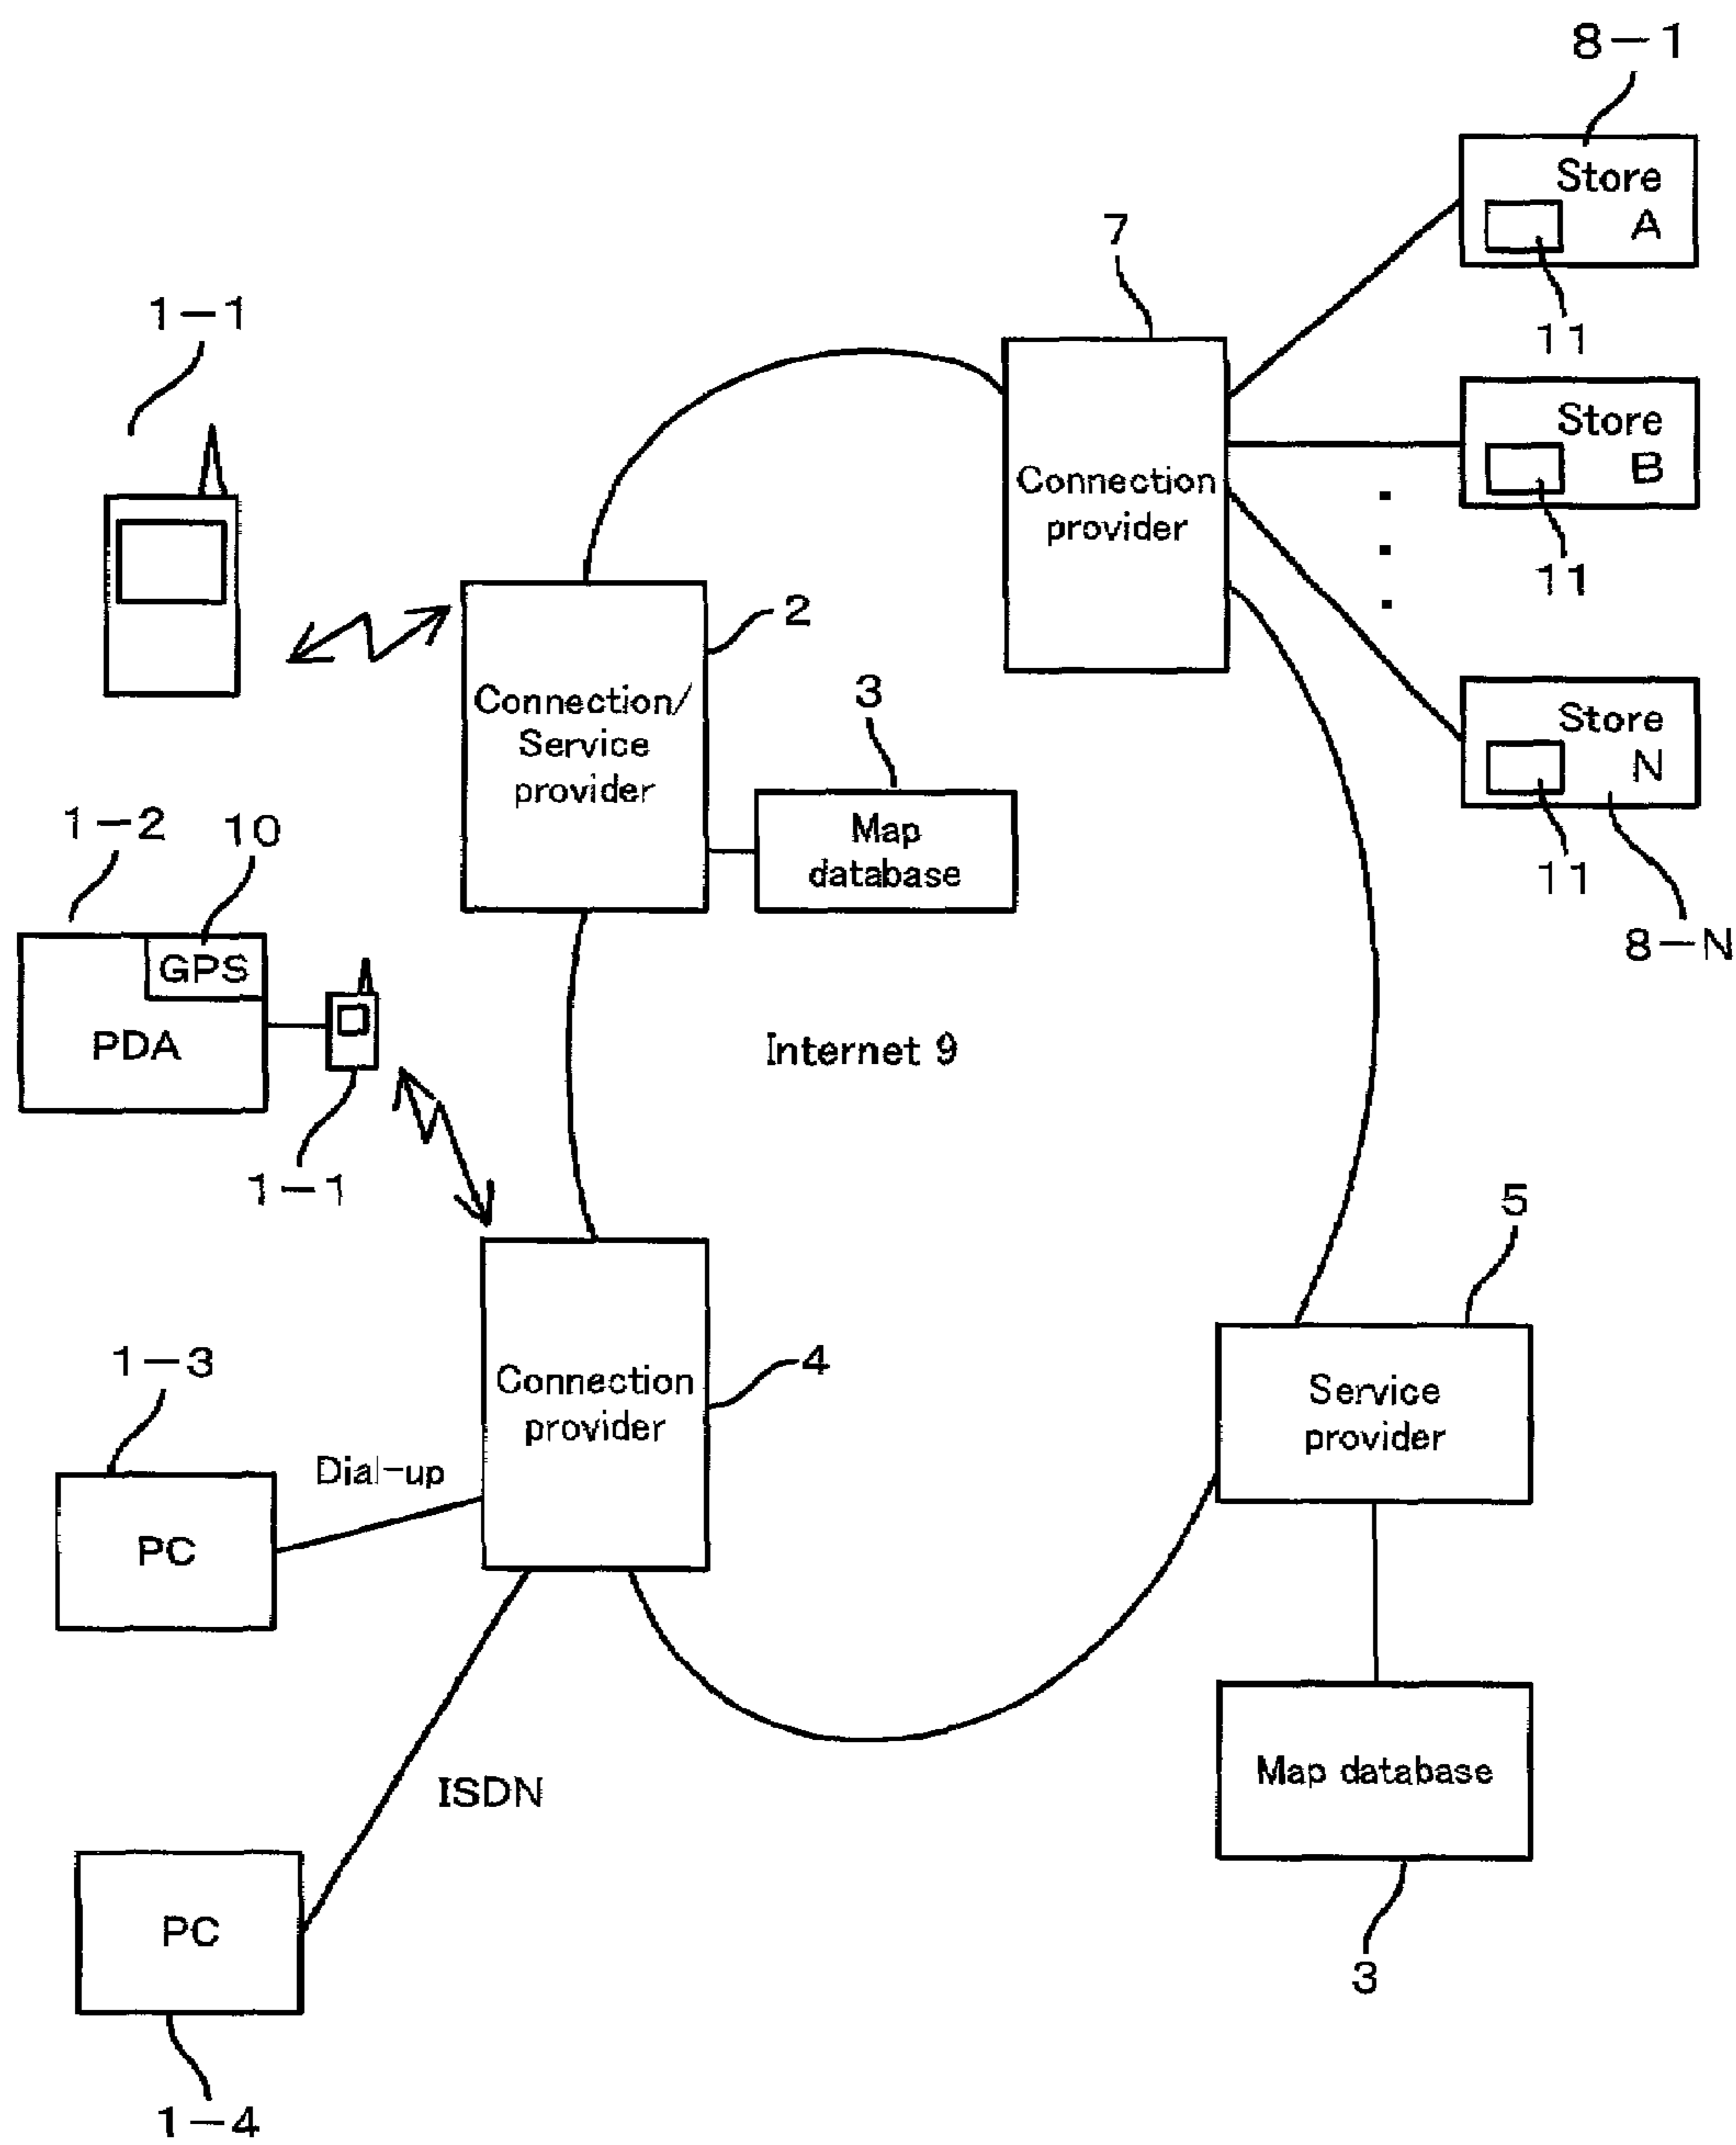 8-1
Store
A
11
7
1-1
Store
B
11
Connection
provider
2
Connection/
Service
provider
3
Map
database
Store
N
11
8-N
1-2
10
GPS
PDA
1-1
Internet 9
5
Service
provider
1-3
Connection
provider
4
Dial-up
PC
ISDN
Map database
3
PC
1-4